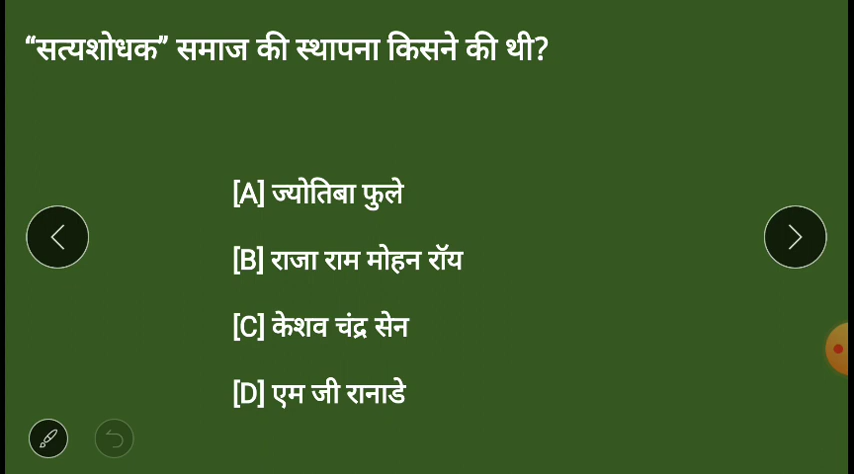 “सत्यशोधक” समाज की स्थापना किसने की थी?
[A] ज्योतिबा फुले
[B] राजा राम मोहन रॉय
[C] केशव चंद्र सेन
[D] एम जी रानाडे